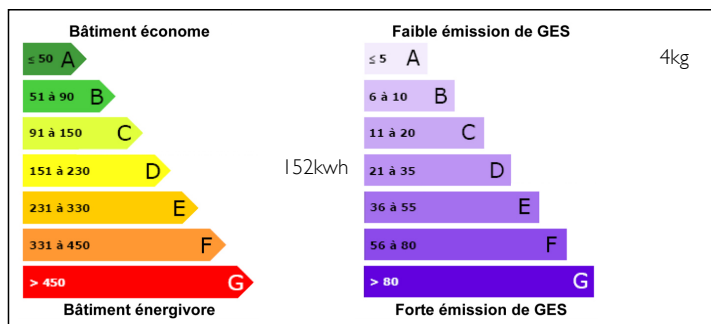 Bâtiment économe
≤ 50 A
51 à 90 B
91 à 150 C
151 à 230 D
152kwh
231 à 330 E
331 à 450 F
> 450 G
Bâtiment énergivore
Faible émission de GES
≤ 5 A
4kg
6 à 10 B
11 à 20 C
21 à 35 D
36 à 55 E
56 à 80 F
> 80 G
Forte émission de GES